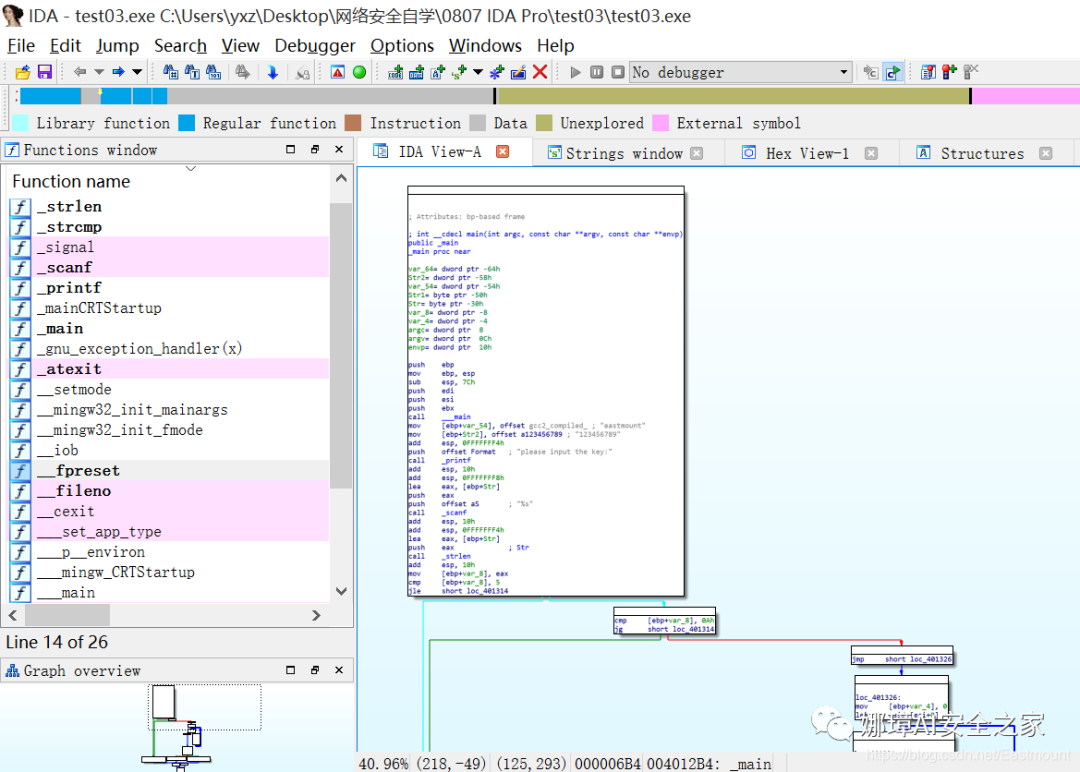 IDA - test03.exe C:\Users\yxz\Desktop\网络安全自学\0807 IDA Pro\test03\test03.exe
File Edit Jump Search View Debugger Options Windows Help
No debugger
Library function Regular function Instruction Data Unexplored External symbol
Functions window
IDA View-A Strings window Hex View-1 Structures
Function name
_strlen
_strcmp
_signal
_scanf
_printf
_mainCRTStartup
_main
_gnu_exception_handler(x)
_atexit
__setmode
__mingw32_init_mainargs
__mingw32_init_fmode
__iob
__fpreset
__fileno
__cexit
___set_app_type
___p__environ
___mingw_CRTStartup
___main
Line 14 of 26
Graph overview
; Attributes: bp-based frame
; int __cdecl main(int argc, const char **argv, const char **envp)
public _main
_main proc near
var_64= dword ptr -64h
Str2= dword ptr -58h
var_54= dword ptr -54h
Str1= byte ptr -50h
Str= byte ptr -30h
var_8= dword ptr -8
var_4= dword ptr -4
argc= dword ptr 8
argv= dword ptr 0Ch
envp= dword ptr 10h
push ebp
mov ebp, esp
sub esp, 7Ch
push edi
push esi
push ebx
call ___main
mov [ebp+var_54], offset gcc2_compiled_ ; "eastmount"
mov [ebp+Str2], offset a123456789 ; "123456789"
add esp, 0FFFFFFF4h
push offset Format ; "please input the key:"
call _printf
add esp, 10h
add esp, 0FFFFFFF8h
lea eax, [ebp+Str]
push eax
push offset aS ; "%s"
call _scanf
add esp, 10h
add esp, 0FFFFFFF4h
lea eax, [ebp+Str]
push eax ; Str
call _strlen
add esp, 10h
mov [ebp+var_8], eax
cmp [ebp+var_8], 5
jle short loc_401314
cmp [ebp+var_8], 0Ah
jg short loc_401314
jmp short loc_401326
loc_401326:
mov [ebp+var_4], 0
娜璋AI安全之家
https://blog.csdn.net/Eastmount
40.96% (218,-49) (125,293) 000006B4 004012B4: _main